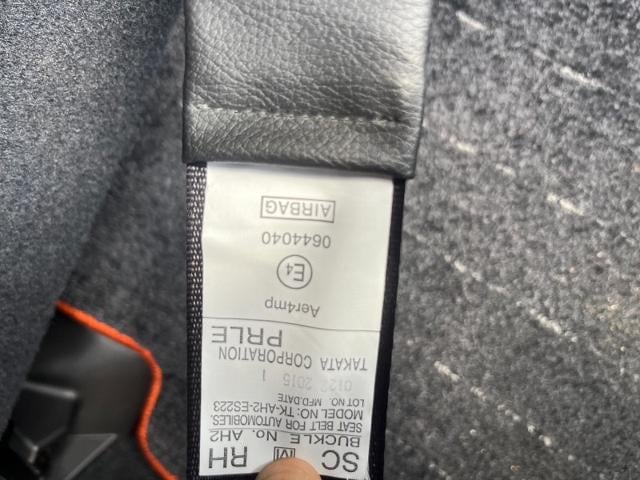 SC M RH
BUCKLE No. AH2
SEAT BELT FOR AUTOMOBILES.
MODEL NO: TK-AH2-ES223
LOT NO. MFD.DATE
0122 2015 1
TAKATA CORPORATION
PRLE
Aer4mp
E4
0644040
AIRBAG